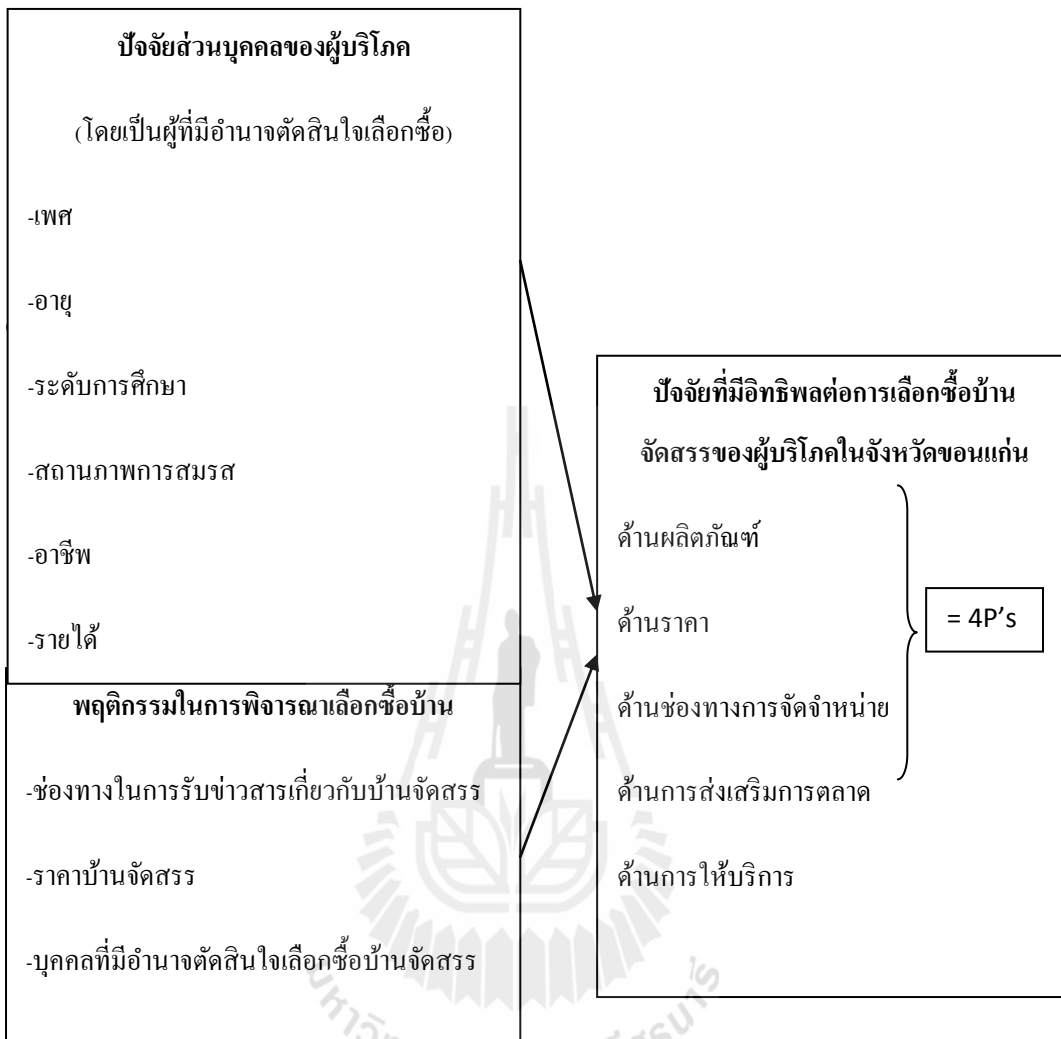 ปัจจัยส่วนบุคคลของผู้บริโภค
(โดยเป็นผู้ที่มีอำนาจตัดสินใจเลือกซื้อ)
-เพศ
-อายุ
-ระดับการศึกษา
-สถานภาพการสมรส
-อาชีพ
-รายได้
พฤติกรรมในการพิจารณาเลือกซื้อบ้าน
-ช่องทางในการรับข่าวสารเกี่ยวกับบ้านจัดสรร
-ราคาบ้านจัดสรร
-บุคคลที่มีอำนาจตัดสินใจเลือกซื้อบ้านจัดสรร
ปัจจัยที่มีอิทธิพลต่อการเลือกซื้อบ้าน
จัดสรรของผู้บริโภคในจังหวัดขอนแก่น
ด้านผลิตภัณฑ์
ด้านราคา
ด้านช่องทางการจัดจำหน่าย
ด้านการส่งเสริมการตลาด
ด้านการให้บริการ
= 4P’s